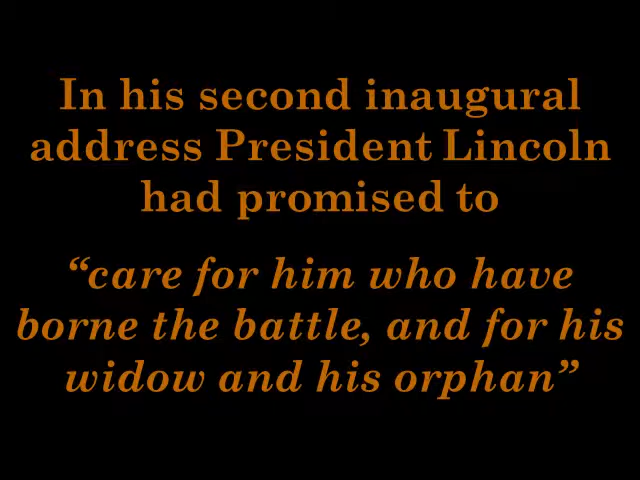 In his second inaugural
address President Lincoln
had promised to
“care for him who have
borne the battle, and for his
widow and his orphan”